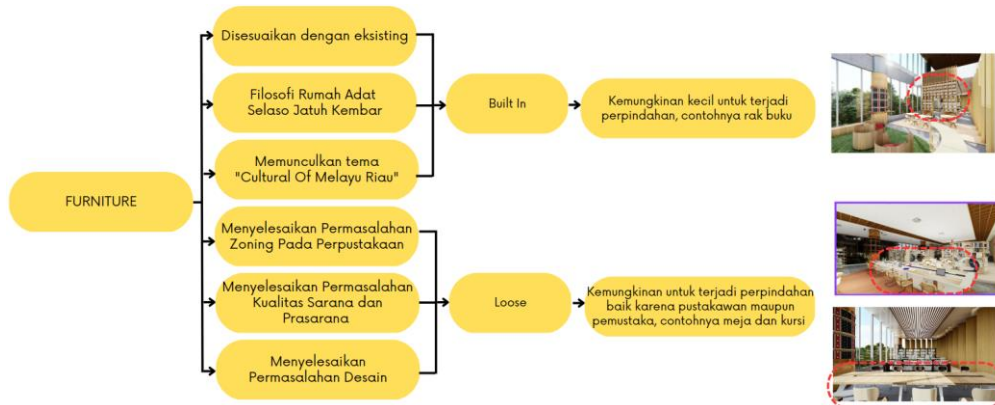 FURNITURE
Disesuaikan dengan eksisting
Filosofi Rumah Adat
Selaso Jatuh Kembar
Memunculkan tema
"Cultural Of Melayu Riau"
Menyelesaikan Permasalahan
Zoning Pada Perpustakaan
Menyelesaikan Permasalahan
Kualitas Sarana dan
Prasarana
Menyelesaikan
Permasalahan Desain
Built In
Loose
Kemungkinan kecil untuk terjadi
perpindahan, contohnya rak buku
Kemungkinan untuk terjadi perpindahan
baik karena pustakawan maupun
pemustaka, contohnya meja dan kursi